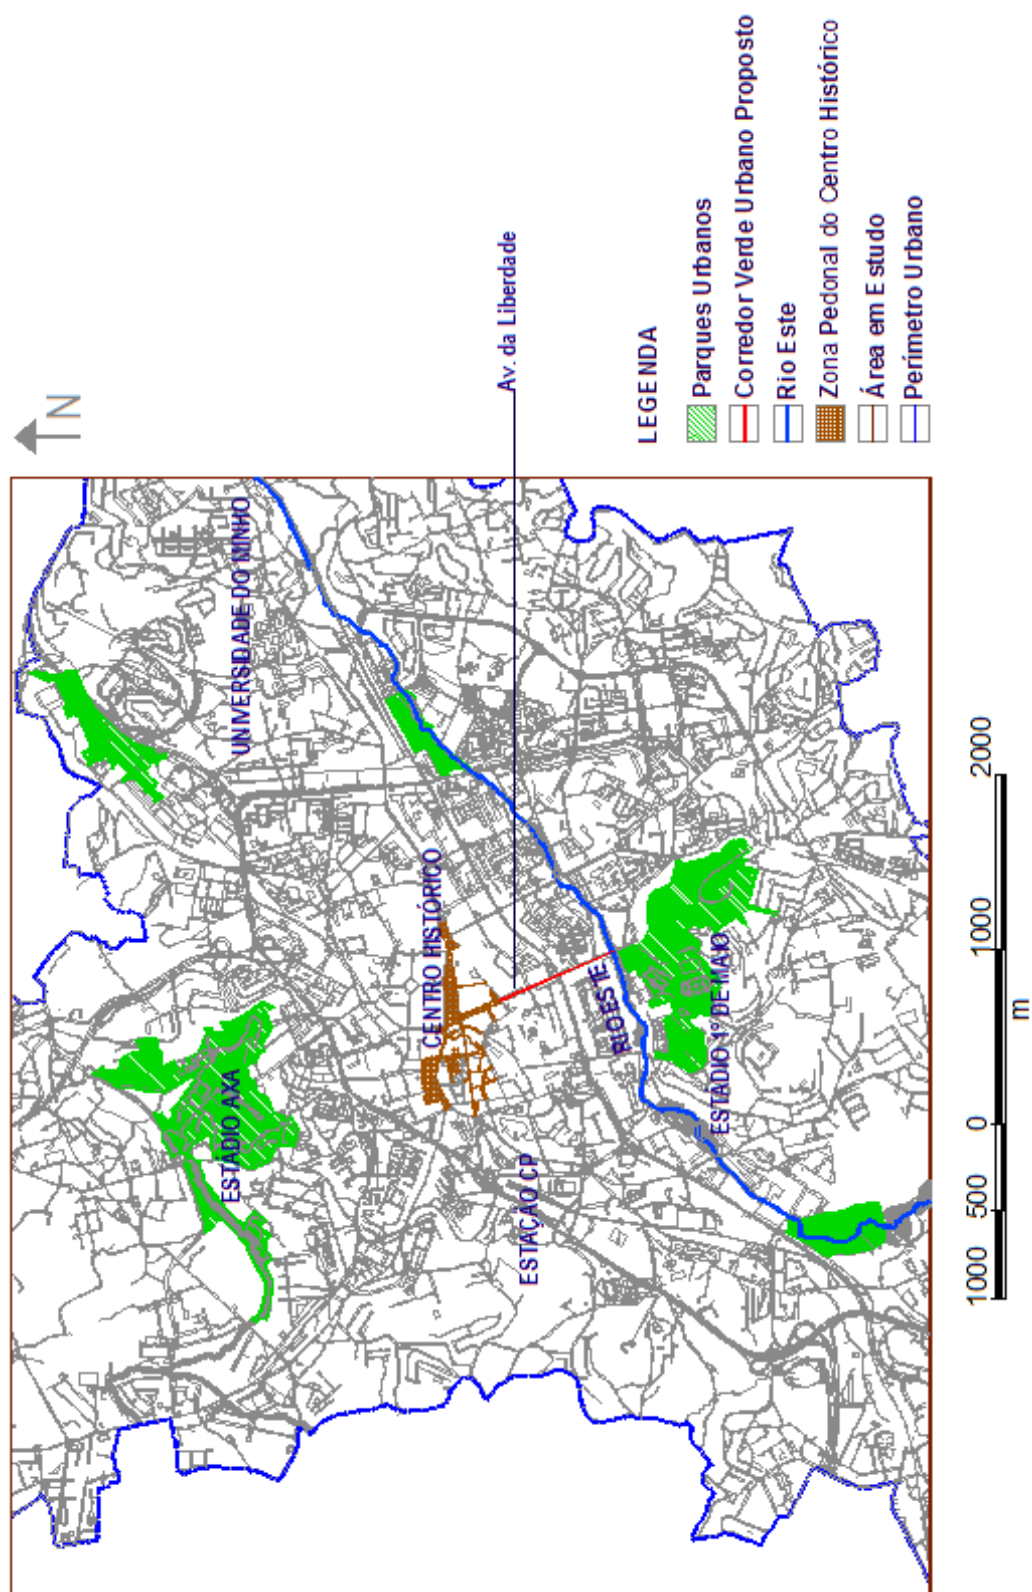 N
UNIVERSIDADE DO MINHO
CENTRO HISTÓRICO
ESTÁDIO AXA
RIO ESTE
ESTÁDIO 1º DE MAIO
ESTAÇÃO CP
Av. da Liberdade
LEGENDA
Parques Urbanos
Corredor Verde Urbano Proposto
Rio Este
Zona Pedonal do Centro Histórico
Área em Estudo
Perímetro Urbano
1000 500 0 1000 2000
m